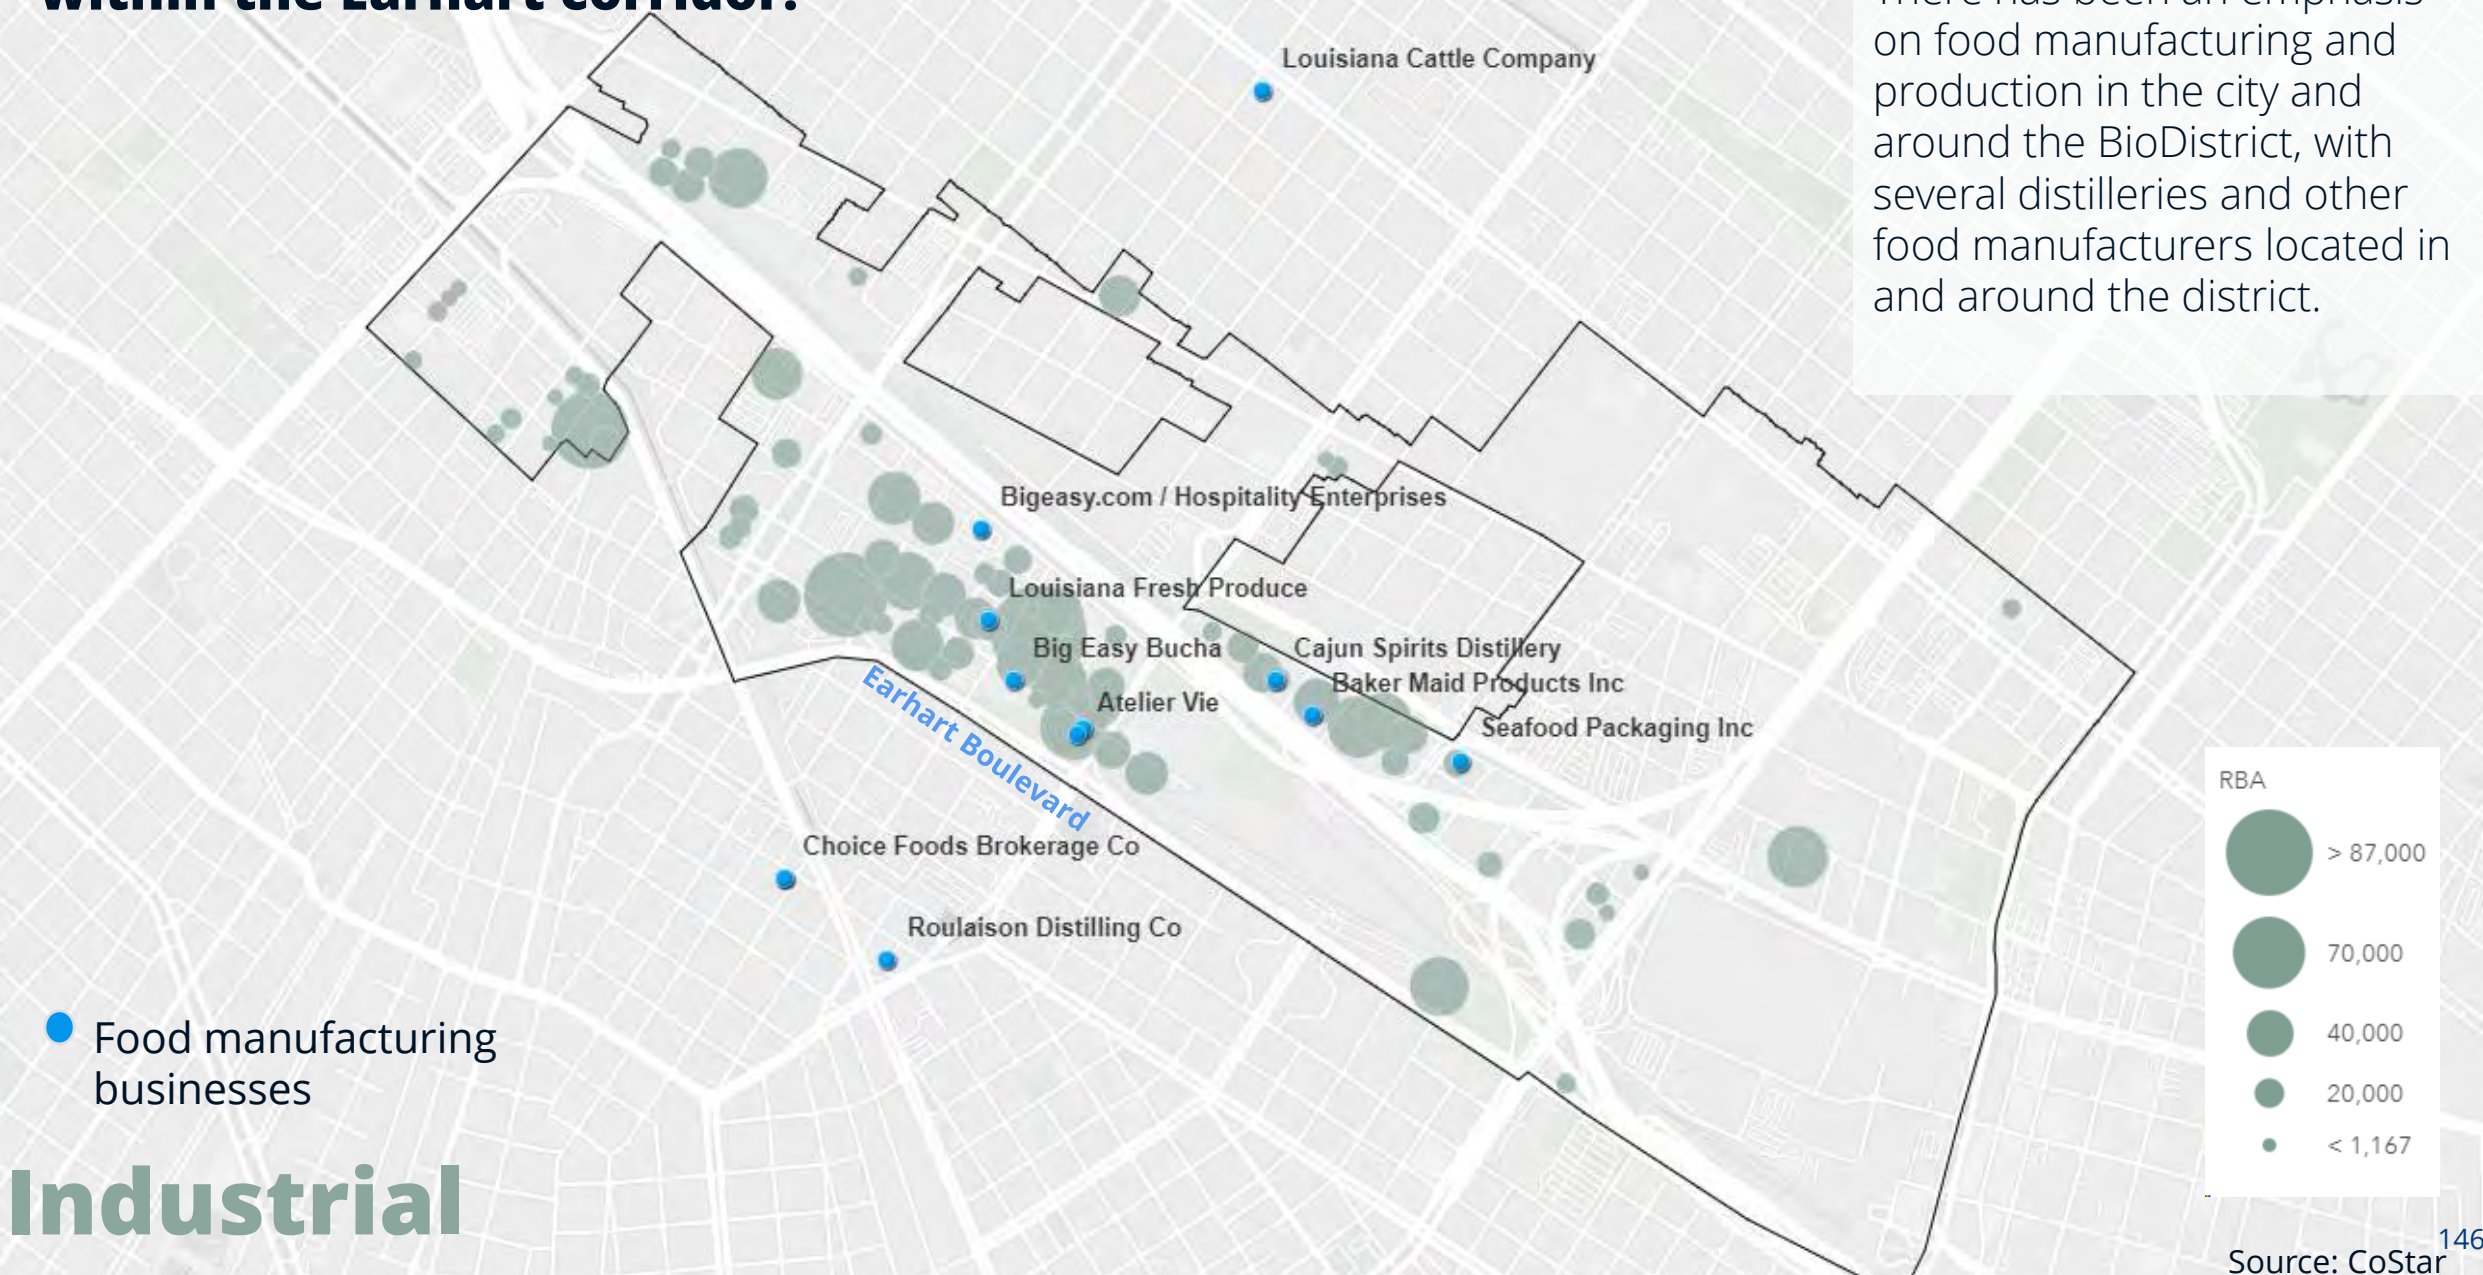 within the Earhart corridor.
There has been an emphasis
on food manufacturing and
production in the city and
around the BioDistrict, with
several distilleries and other
food manufacturers located in
and around the district.
Louisiana Cattle Company
Bigeasy.com / Hospitality Enterprises
Louisiana Fresh Produce
Big Easy Bucha
Cajun Spirits Distillery
Baker Maid Products Inc
Atelier Vie
Seafood Packaging Inc
Earhart Boulevard
Choice Foods Brokerage Co
Roulaison Distilling Co
RBA
> 87,000
70,000
40,000
20,000
< 1,167
Food manufacturing
businesses
Industrial
146
Source: CoStar